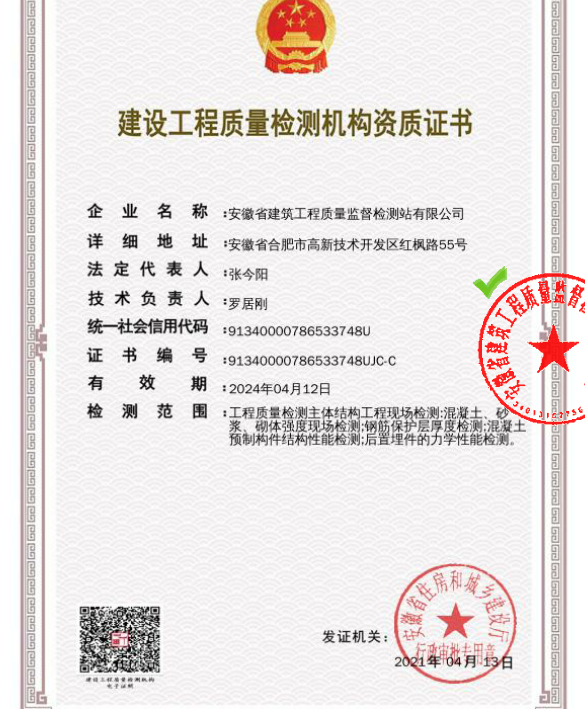 建设工程质量检测机构资质证书
企业名称:安徽省建筑工程质量监督检测站有限公司
详细地址:安徽省合肥市高新技术开发区红枫路55号
法定代表人:张今阳
技术负责人:罗居刚
统一社会信用代码:91340000786533748U
证书编号:91340000786533748UJC-C
有效期:2024年04月12日
检测范围:工程质量检测主体结构工程现场检测:混凝土、砂
浆、砌体强度现场检测;钢筋保护层厚度检测;混凝土
预制构件结构性能检测;后置埋件的力学性能检测。
安徽省建筑工程质量监督检
安徽省住房和城乡建设厅
行政审批专用章
发证机关:
2021年04月13日
建设工程质量检测机构
电子证照